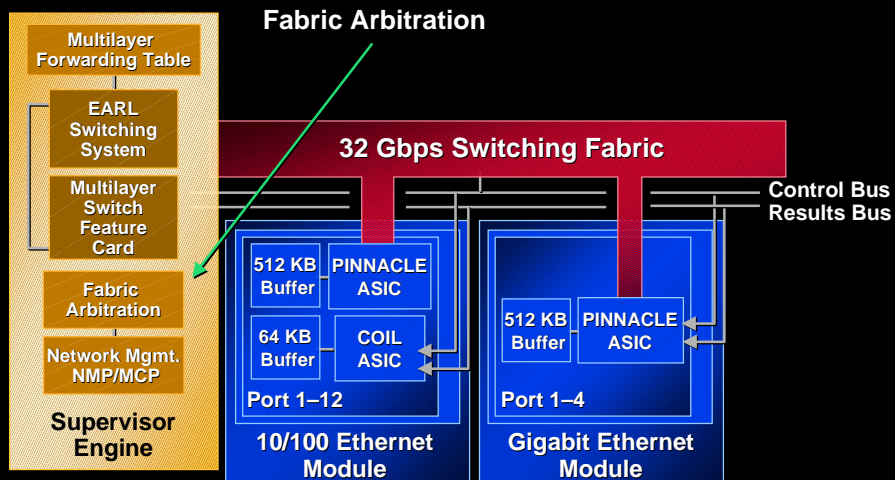 Fabric Arbitration
Multilayer
Forwarding Table
EARL
Switching
System
Multilayer
Switch
Feature
Card
Fabric
Arbitration
Network Mgmt.
NMP/MCP
Supervisor
Engine
32 Gbps Switching Fabric
Control Bus
Results Bus
512 KB
Buffer
PINNACLE
ASIC
64 KB
Buffer
COIL
ASIC
Port 1–12
10/100 Ethernet
Module
512 KB
Buffer
PINNACLE
ASIC
Port 1–4
Gigabit Ethernet
Module